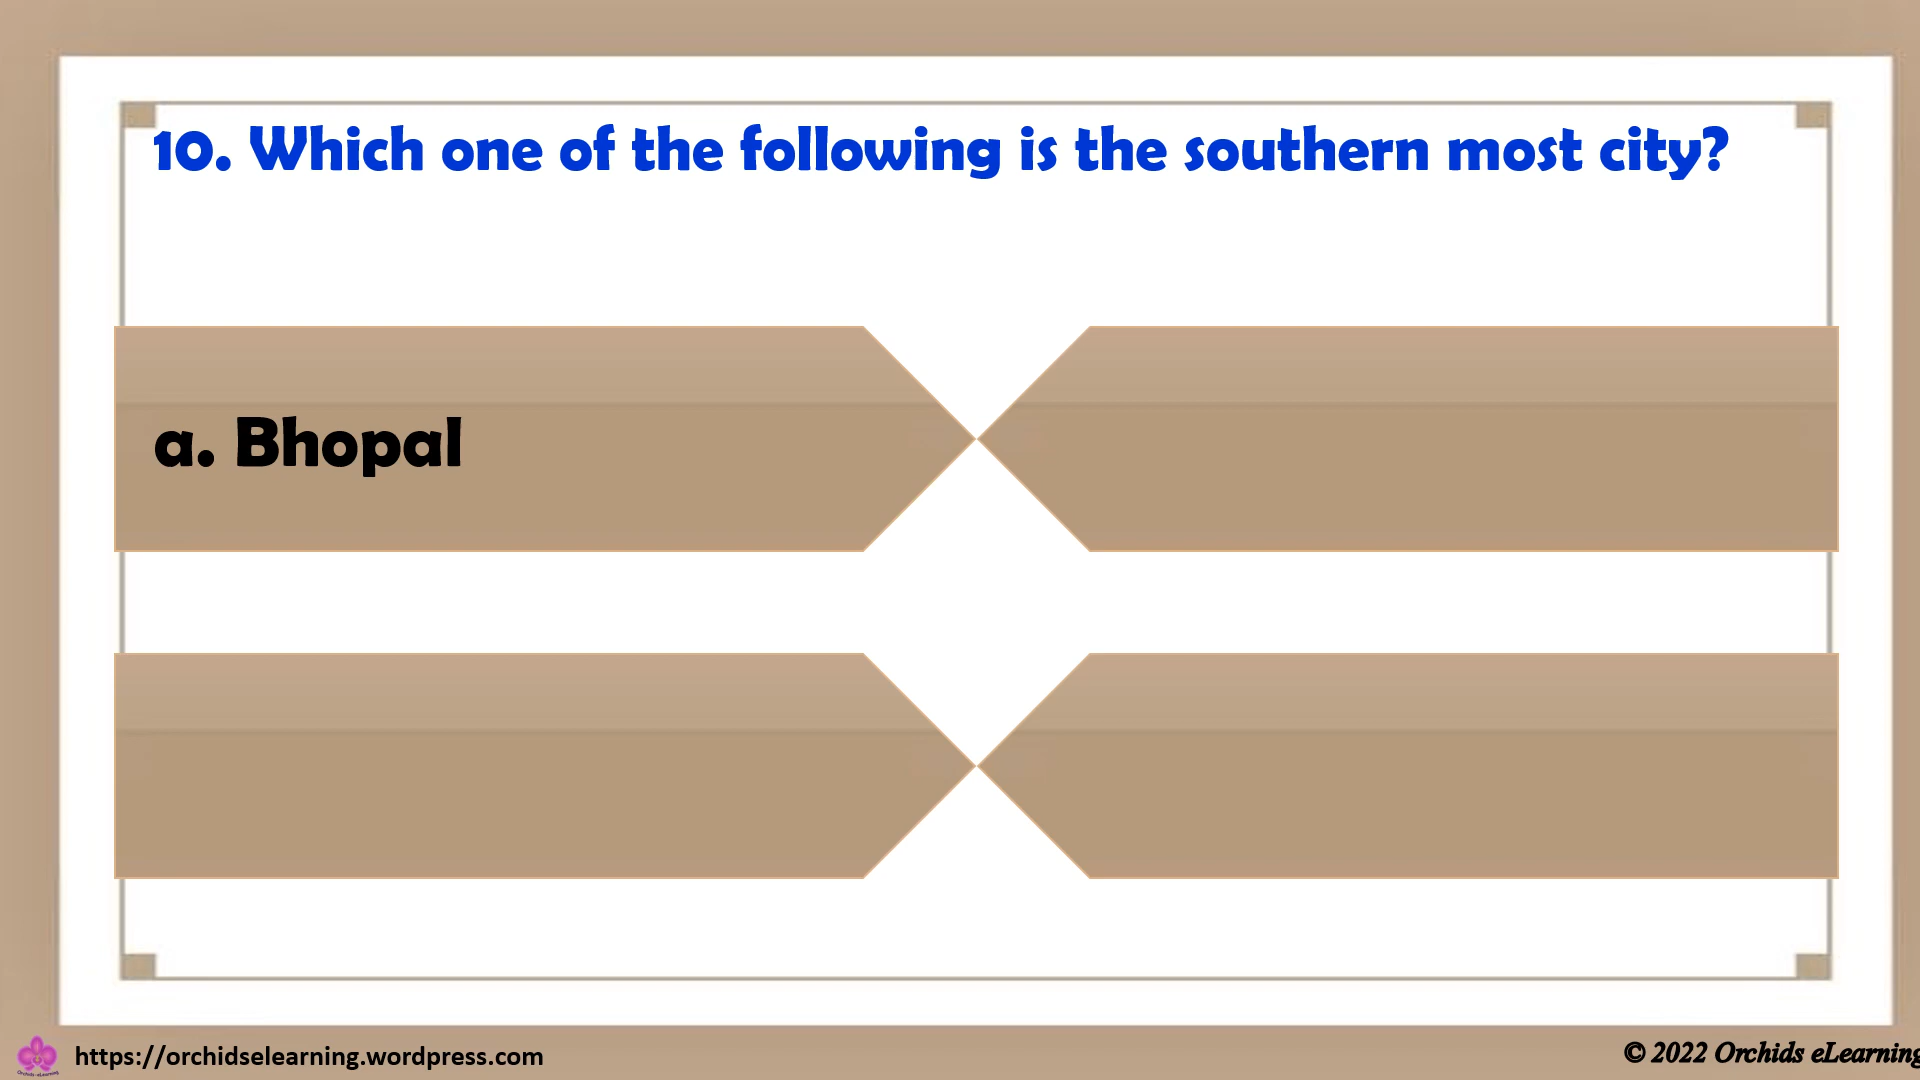 10. Which one of the following is the southern most city?
a. Bhopal
https://orchidselearning.wordpress.com
© 2022 Orchids eLearning